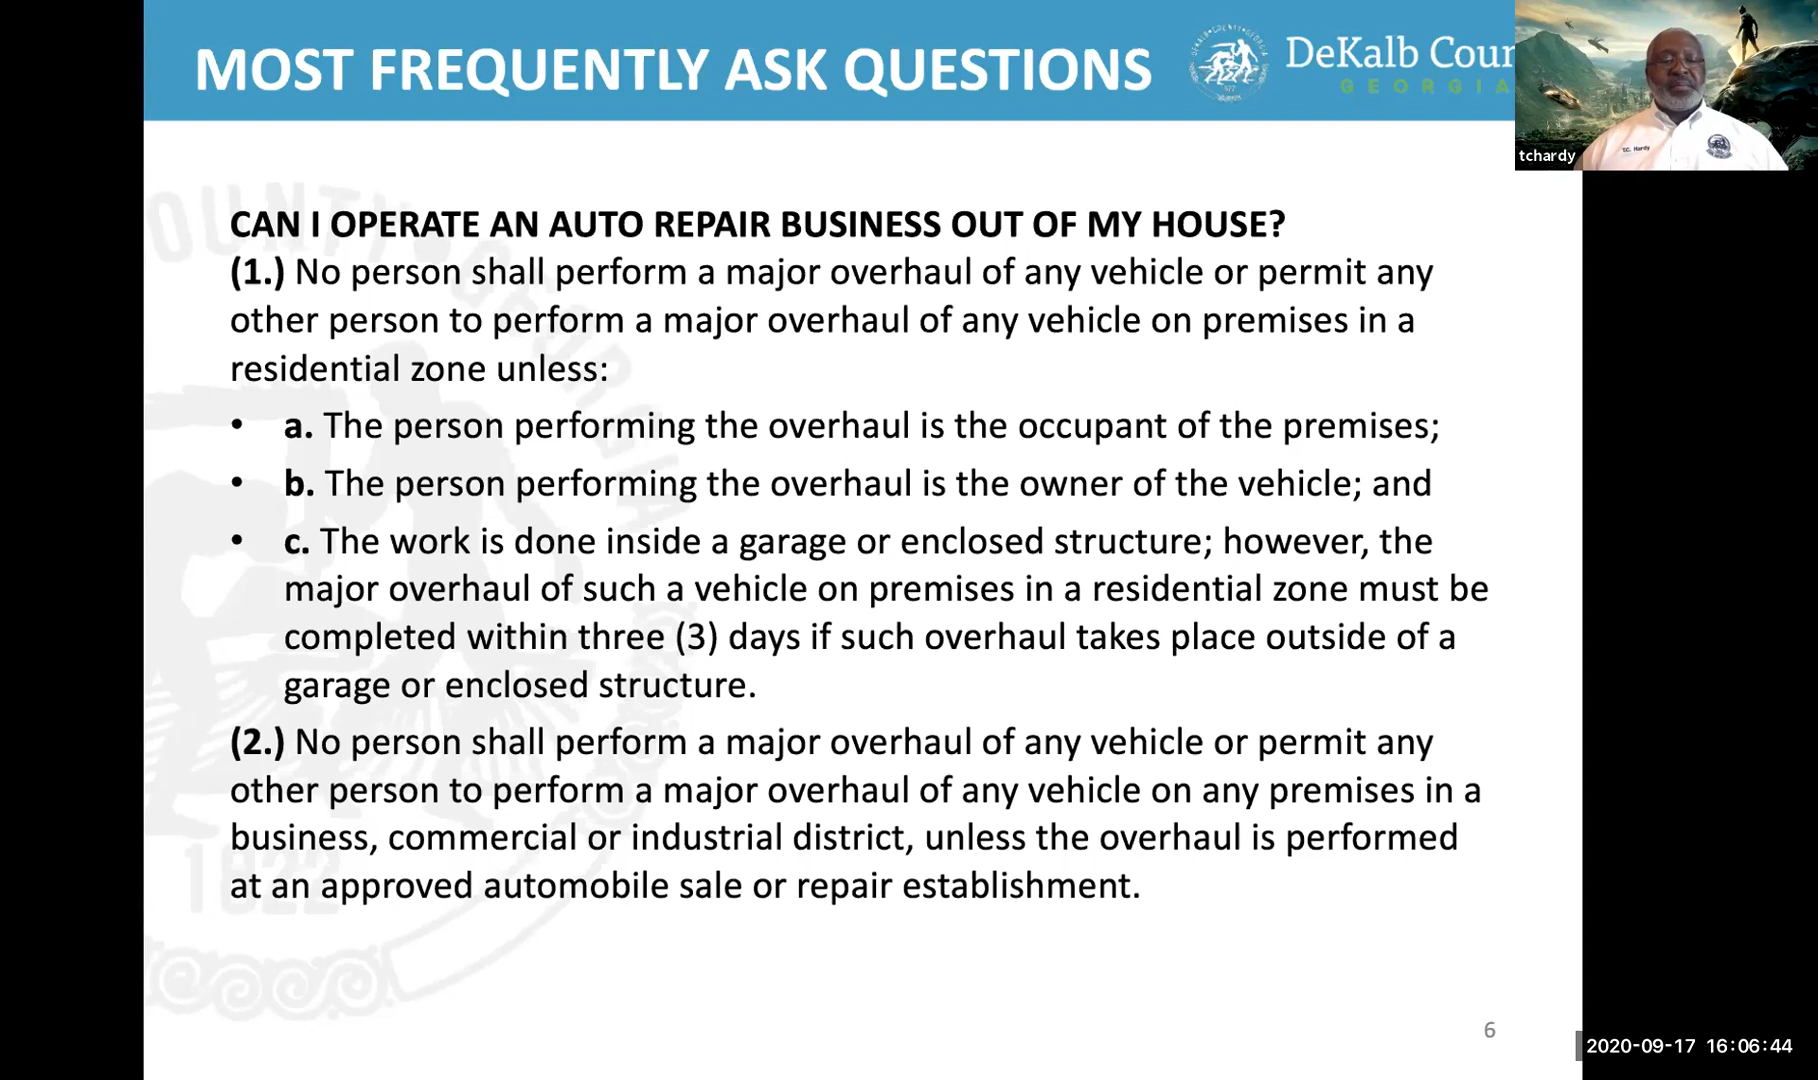 MOST FREQUENTLY ASK QUESTIONS
DeKalb Cour
GEORGIA
T.C. Hardy
tchardy
CAN I OPERATE AN AUTO REPAIR BUSINESS OUT OF MY HOUSE?
(1.) No person shall perform a major overhaul of any vehicle or permit any
other person to perform a major overhaul of any vehicle on premises in a
residential zone unless:
• a. The person performing the overhaul is the occupant of the premises;
• b. The person performing the overhaul is the owner of the vehicle; and
• c. The work is done inside a garage or enclosed structure; however, the
major overhaul of such a vehicle on premises in a residential zone must be
completed within three (3) days if such overhaul takes place outside of a
garage or enclosed structure.
(2.) No person shall perform a major overhaul of any vehicle or permit any
other person to perform a major overhaul of any vehicle on any premises in a
business, commercial or industrial district, unless the overhaul is performed
at an approved automobile sale or repair establishment.
1822
6
2020-09-17 16:06:44